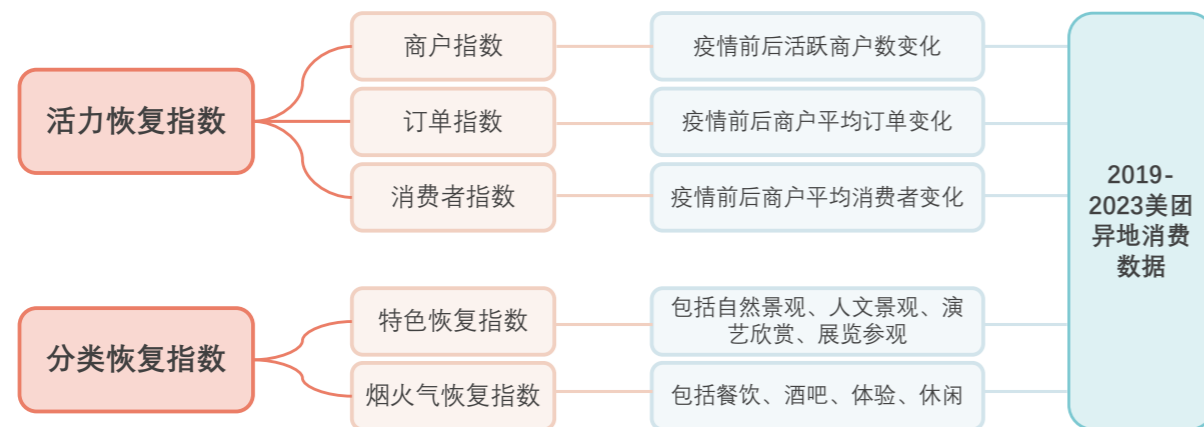 活力恢复指数
商户指数
疫情前后活跃商户数变化
订单指数
疫情前后商户平均订单变化
消费者指数
疫情前后商户平均消费者变化
分类恢复指数
特色恢复指数
包括自然景观、人文景观、演
艺欣赏、展览参观
烟火气恢复指数
包括餐饮、酒吧、体验、休闲
2019-
2023美团
异地消费
数据